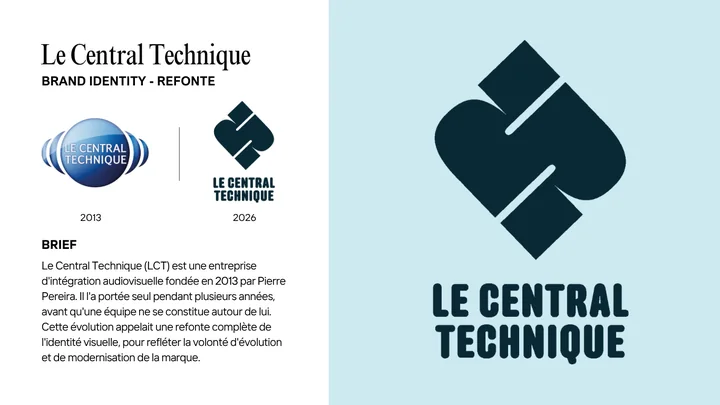 Le Central Technique
BRAND IDENTITY - REFONTE
LE CENTRAL
TECHNIQUE
LE CENTRAL
TECHNIQUE
2013
2026
BRIEF
Le Central Technique (LCT) est une entreprise
d'intégration audiovisuelle fondée en 2013 par Pierre
Pereira. Il l'a portée seul pendant plusieurs années,
avant qu'une équipe ne se constitue autour de lui.
Cette évolution appelait une refonte complète de
l'identité visuelle, pour refléter la volonté d'évolution
et de modernisation de la marque.
LE CENTRAL
TECHNIQUE